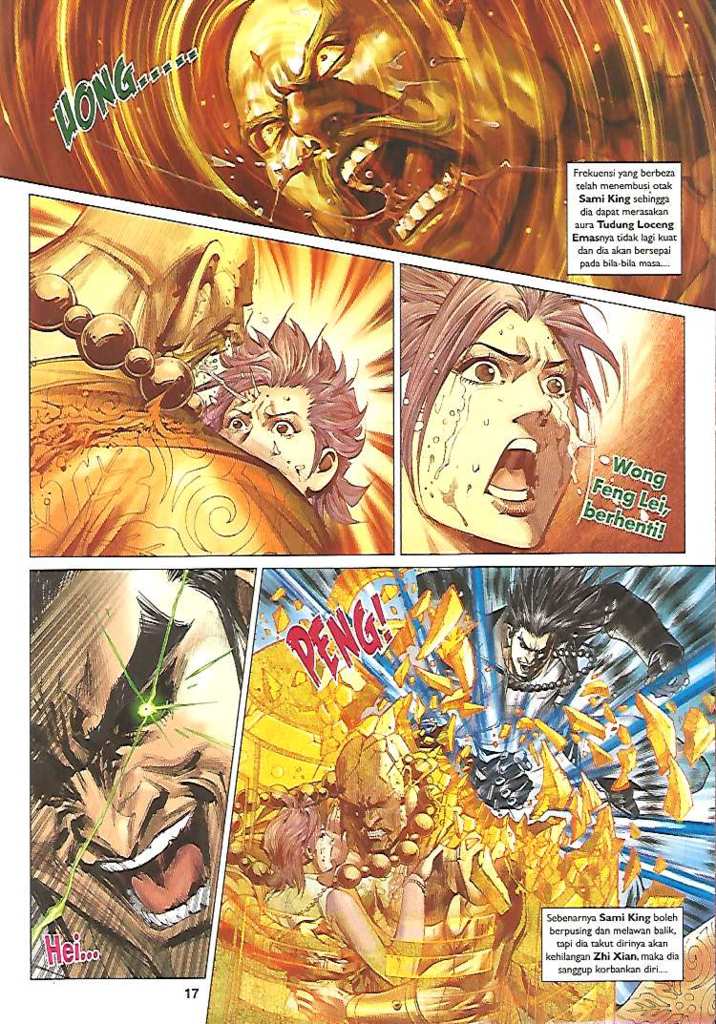 UONG.....
Frekuensi yang berbeza
telah menembusi otak
Sami King sehingga
dia dapat merasakan
aura Tudung Loceng
Emasnya tidak lagi kuat
dan dia akan bersepai
pada bila-bila masa....
Wong
Feng Lei,
berhenti!
Hei...
PENG!
Sebenarnya Sami King boleh
berpusing dan melawan balik,
tapi dia takut dirinya akan
kehilangan Zhi Xian, maka dia
sanggup korbankan diri....
17